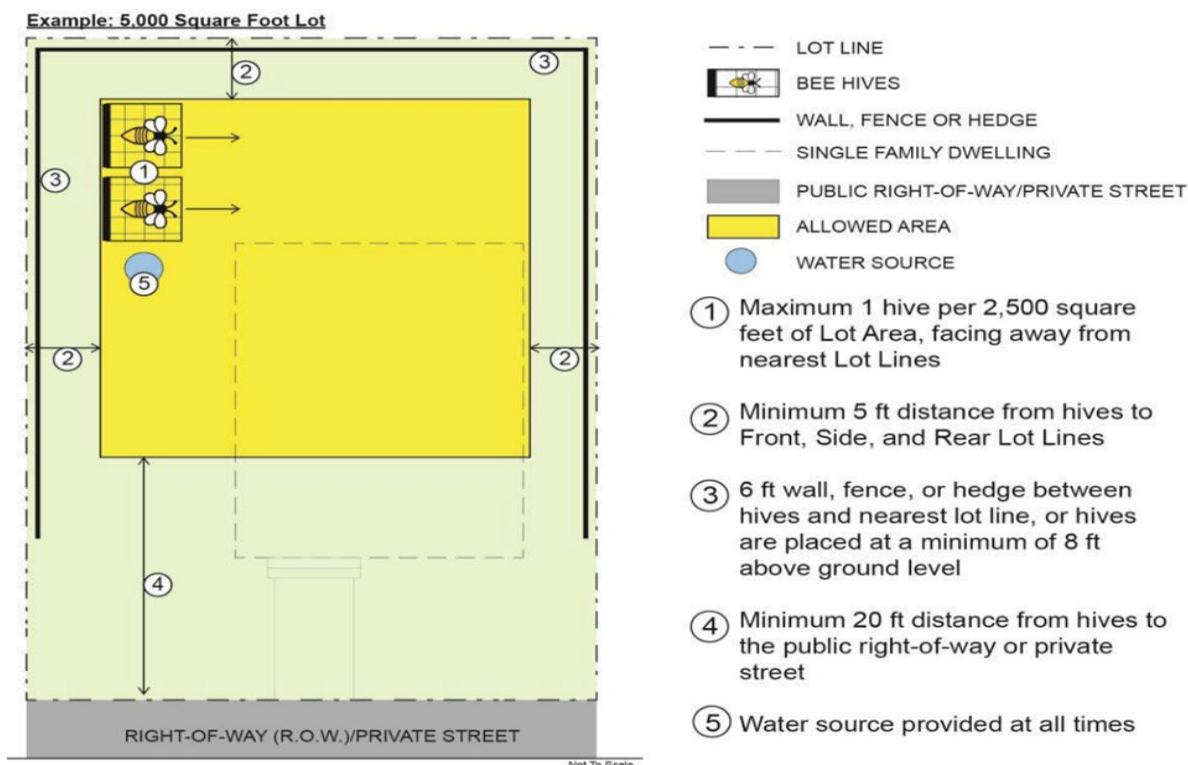 Example: 5,000 Square Foot Lot
2
3
3
1
5
2
2
4
RIGHT-OF-WAY (R.O.W.)/PRIVATE STREET
Not To Scale
LOT LINE
BEE HIVES
WALL, FENCE OR HEDGE
SINGLE FAMILY DWELLING
PUBLIC RIGHT-OF-WAY/PRIVATE STREET
ALLOWED AREA
WATER SOURCE
1 Maximum 1 hive per 2,500 square
feet of Lot Area, facing away from
nearest Lot Lines
2 Minimum 5 ft distance from hives to
Front, Side, and Rear Lot Lines
3 6 ft wall, fence, or hedge between
hives and nearest lot line, or hives
are placed at a minimum of 8 ft
above ground level
4 Minimum 20 ft distance from hives to
the public right-of-way or private
street
5 Water source provided at all times